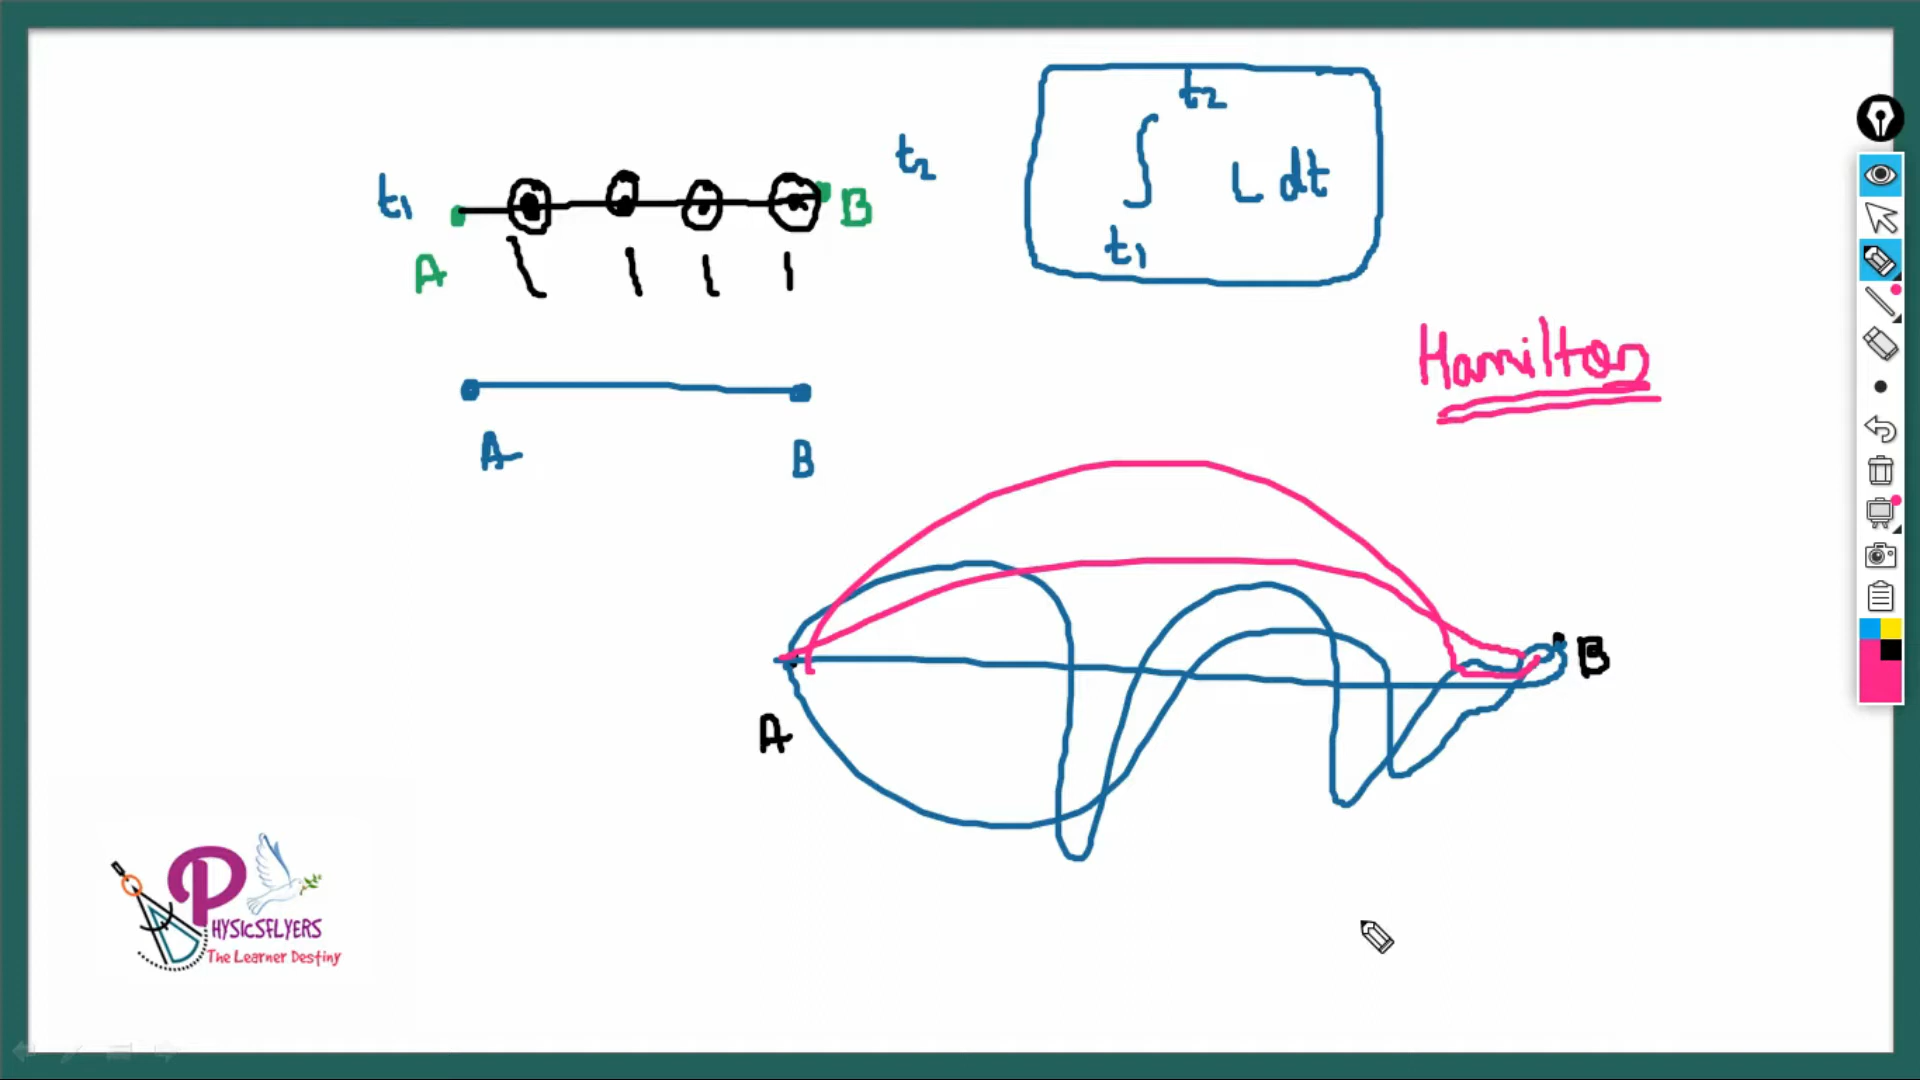 t1
t2
A
B
t2
∫ L dt
t1
Hamilton
A
B
A
B
PHYSICSFLYERS
The Learner Destiny